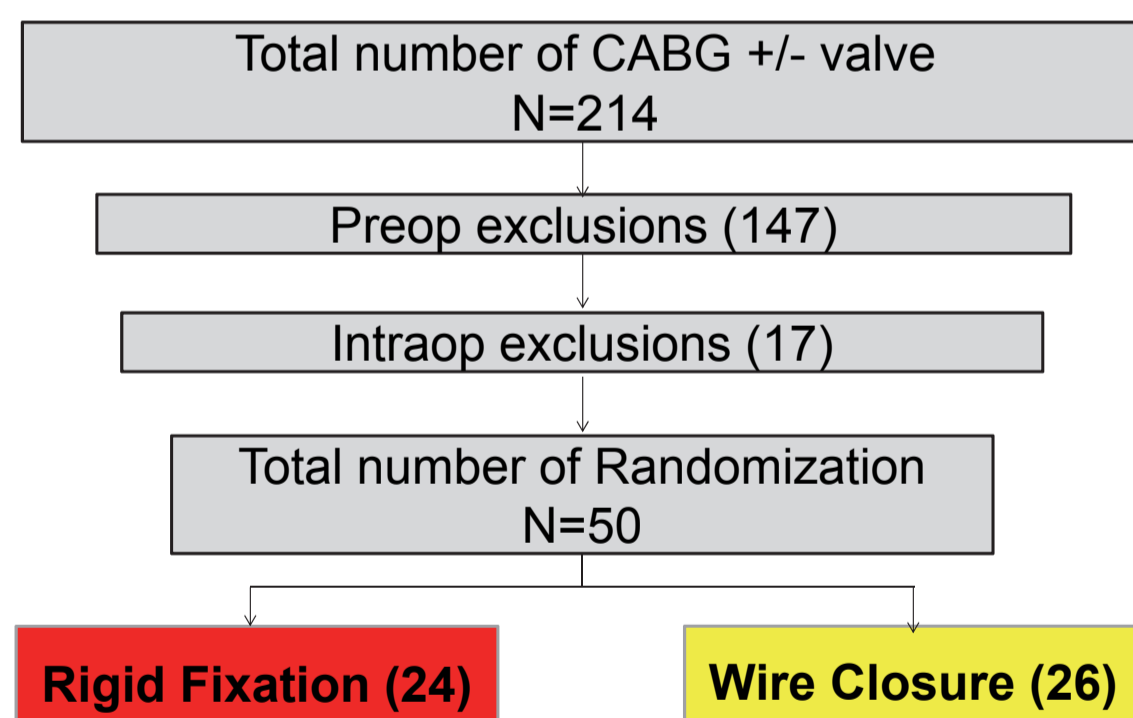 Total number of CABG +/- valve
N=214
Preop exclusions (147)
Intraop exclusions (17)
Total number of Randomization
N=50
Rigid Fixation (24)
Wire Closure (26)